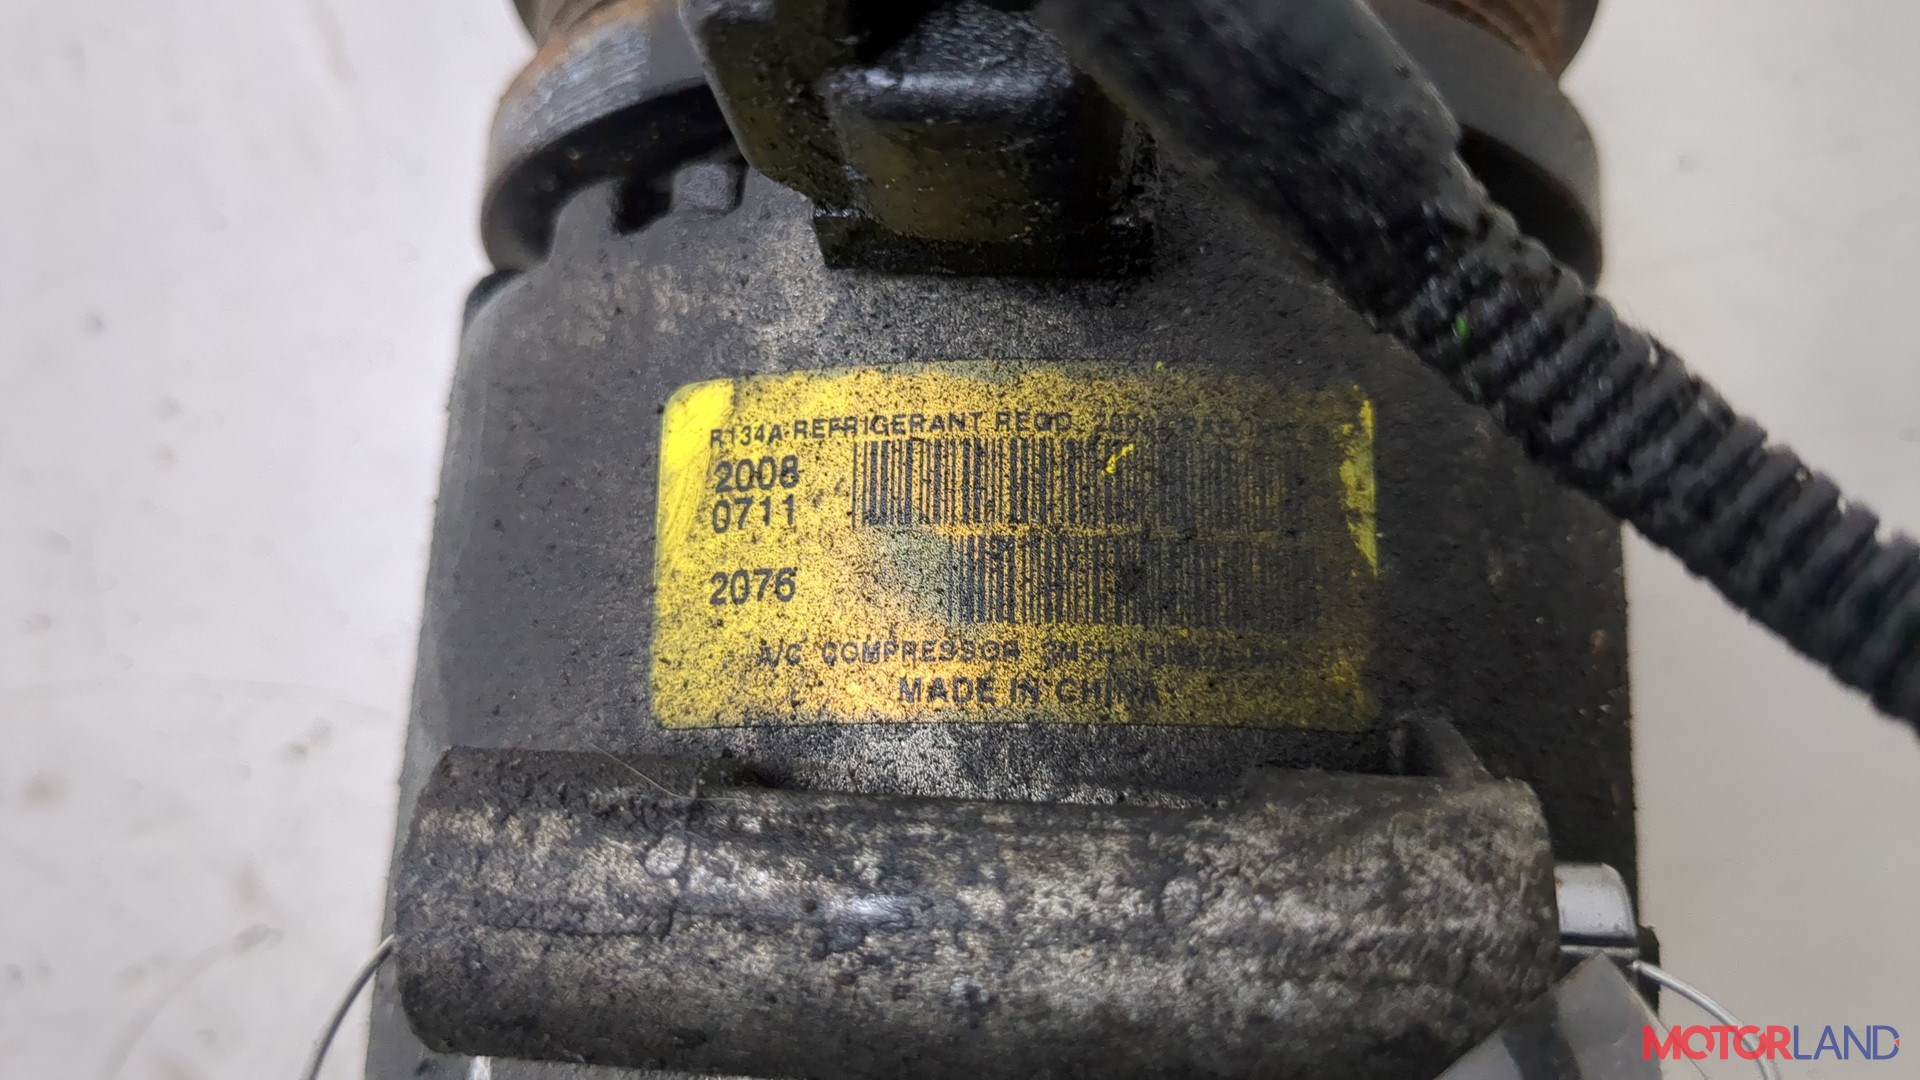 R134A REFRIGERANT REQD.
2008
0711
2076
A/C COMPRESSOR
MADE IN CHINA
MOTORLAND